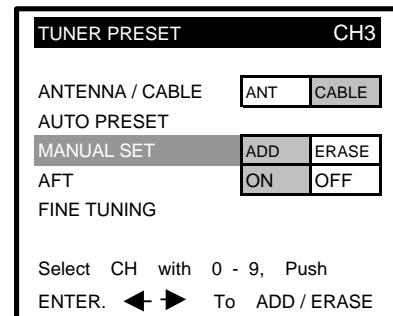 TUNER PRESET CH3
ANTENNA / CABLE ANT CABLE
AUTO PRESET
MANUAL SET ADD ERASE
AFT ON OFF
FINE TUNING
Select CH with 0 - 9, Push
ENTER. To ADD / ERASE